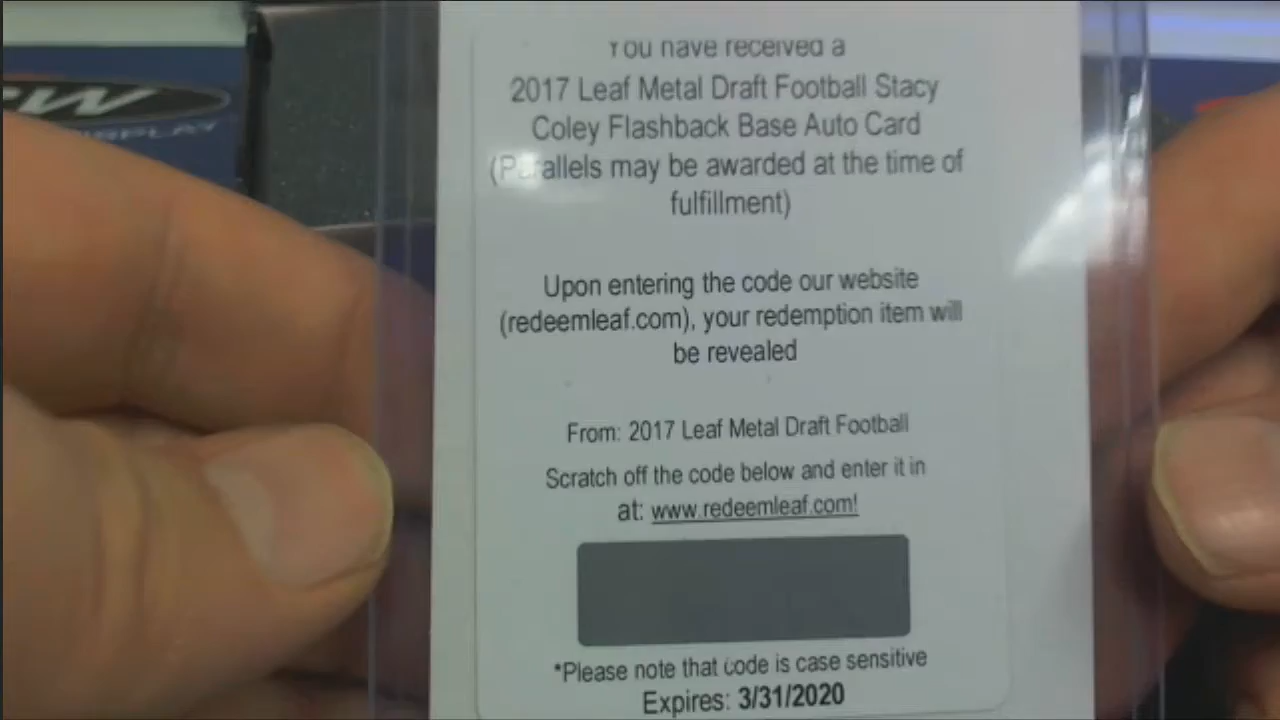 CW
DISPLAY
You have received a
2017 Leaf Metal Draft Football Stacy
Coley Flashback Base Auto Card
(Parallels may be awarded at the time of
fulfillment)
Upon entering the code our website
(redeemleaf.com), your redemption item will
be revealed
From: 2017 Leaf Metal Draft Football
Scratch off the code below and enter it in
at: www.redeemleaf.com!
*Please note that code is case sensitive
Expires: 3/31/2020